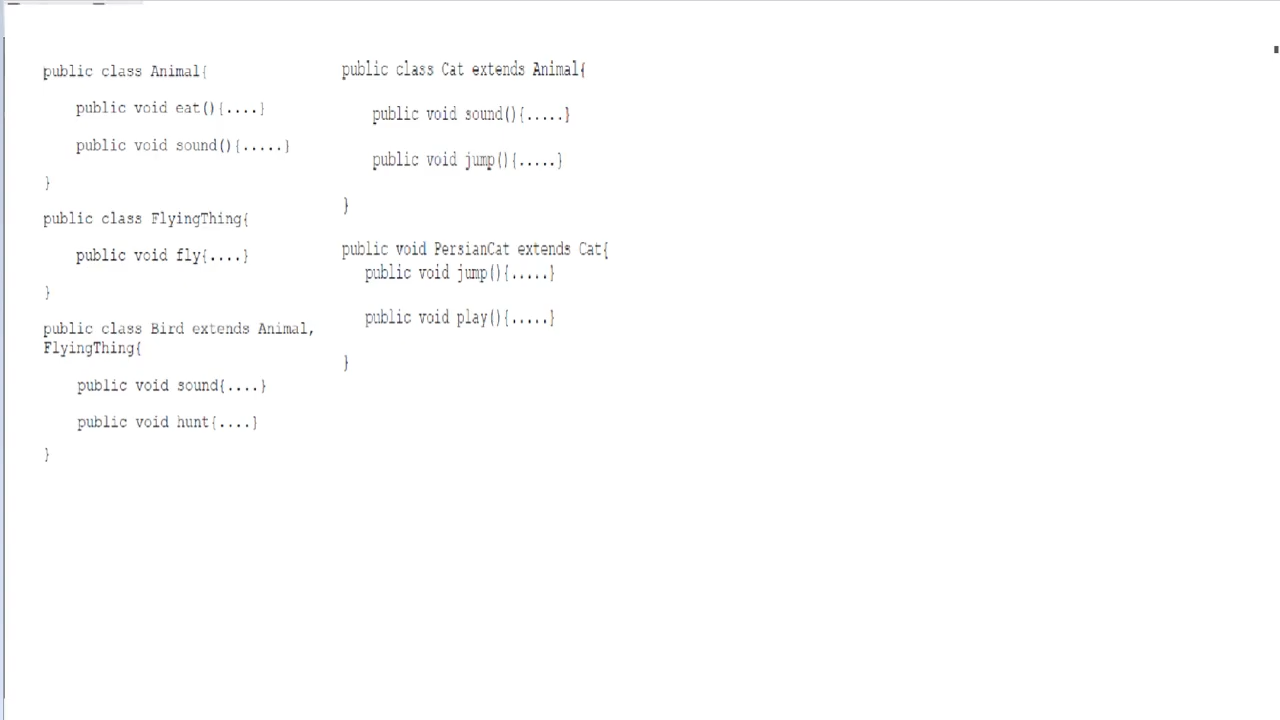 public class Animal{
public void eat(){....}
public void sound(){.....}
}
public class FlyingThing{
public void fly{....}
}
public class Bird extends Animal,
FlyingThing{
public void sound{....}
public void hunt{....}
}
public class Cat extends Animal{
public void sound(){.....}
public void jump(){.....}
}
public void PersianCat extends Cat{
public void jump(){.....}
public void play(){.....}
}